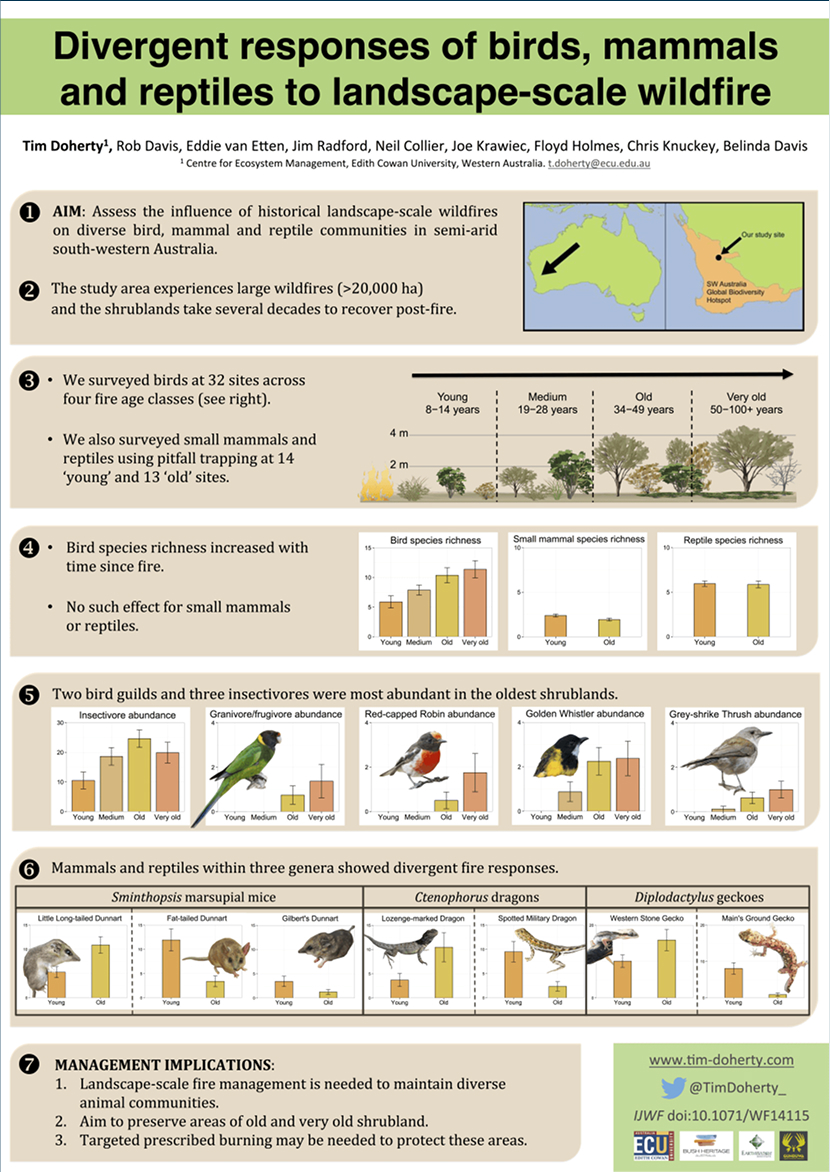 Divergent responses of birds, mammals
and reptiles to landscape-scale wildfire
Tim Doherty¹, Rob Davis, Eddie van Etten, Jim Radford, Neil Collier, Joe Krawiec, Floyd Holmes, Chris Knuckey, Belinda Davis
¹ Centre for Ecosystem Management, Edith Cowan University, Western Australia. t.doherty@ecu.edu.au
1 AIM: Assess the influence of historical landscape-scale wildfires
on diverse bird, mammal and reptile communities in semi-arid
south-western Australia.
2 The study area experiences large wildfires (>20,000 ha)
and the shrublands take several decades to recover post-fire.
Our study site
SW Australia
Global Biodiversity
Hotspot
3 • We surveyed birds at 32 sites across
four fire age classes (see right).
• We also surveyed small mammals and
reptiles using pitfall trapping at 14
‘young’ and 13 ‘old’ sites.
Young Medium Old Very old
8−14 years 19−28 years 34−49 years 50−100+ years
4 m
2 m
4 • Bird species richness increased with
time since fire.
• No such effect for small mammals
or reptiles.
Bird species richness
15
10
5
0
Young Medium Old Very old
Small mammal species richness
10
5
0
Young Old
Reptile species richness
10
5
0
Young Old
5 Two bird guilds and three insectivores were most abundant in the oldest shrublands.
Insectivore abundance
30
20
10
0
Young Medium Old Very old
Granivore/frugivore abundance
4
2
Young Medium Old Very old
Red-capped Robin abundance
4
2
0
Young Medium Old Very old
Golden Whistler abundance
4
2
0
Young Medium Old Very old
Grey-shrike Thrush abundance
4
2
0
Young Medium Old Very old
6 Mammals and reptiles within three genera showed divergent fire responses.
Sminthopsis marsupial mice Ctenophorus dragons Diplodactylus geckoes
Little Long-tailed Dunnart
Young Old
Fat-tailed Dunnart
Young Old
Gilbert's Dunnart
Young Old
Lozenge-marked Dragon
Young Old
Spotted Military Dragon
Young Old
Western Stone Gecko
Young Old
Main's Ground Gecko
Young Old
7 MANAGEMENT IMPLICATIONS:
1. Landscape-scale fire management is needed to maintain diverse
animal communities.
2. Aim to preserve areas of old and very old shrubland.
3. Targeted prescribed burning may be needed to protect these areas.
www.tim-doherty.com
@TimDoherty_
IJWF doi:10.1071/WF14115
ECU
EDITH COWAN
BUSH HERITAGE